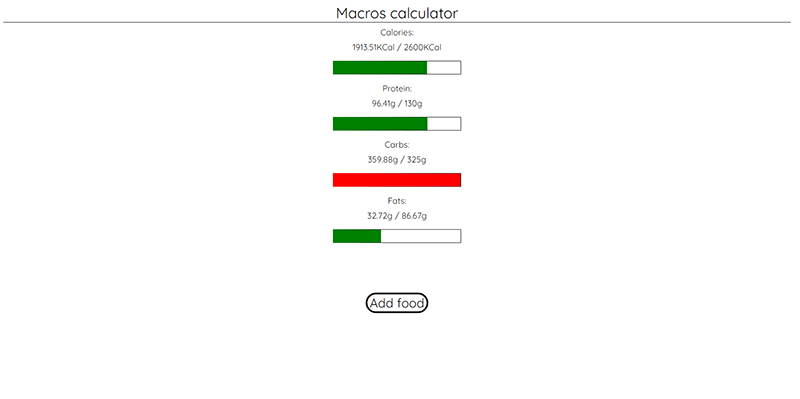 Macros calculator
Calories:
1913.51KCal / 2600KCal
Protein:
96.41g / 130g
Carbs:
359.88g / 325g
Fats:
32.72g / 86.67g
Add food